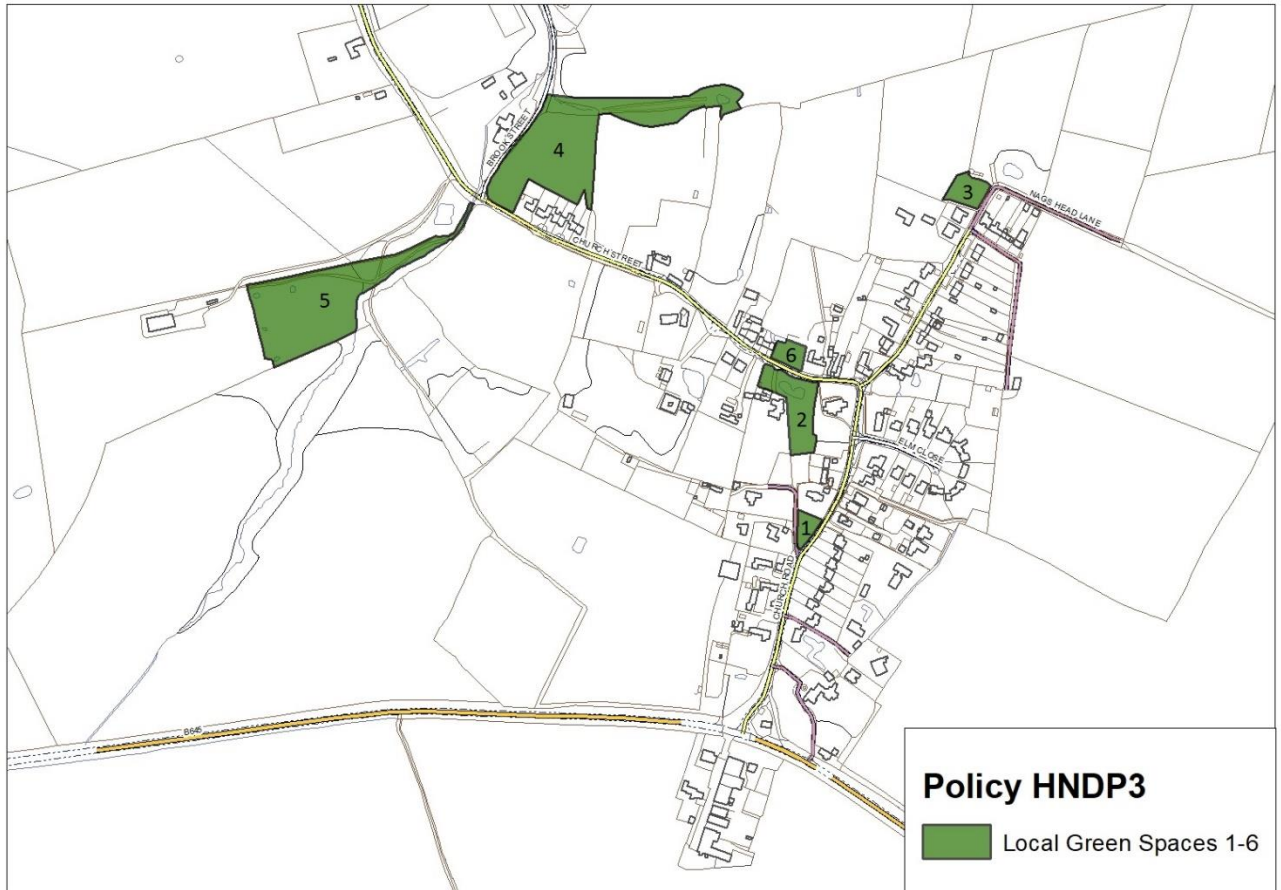 BROOK STREET
4
3
NAGS HEAD LANE
CHURCH STREET
5
6
2
ELM CLOSE
1
CHURCH ROAD
B645
Policy HNDP3
Local Green Spaces 1-6